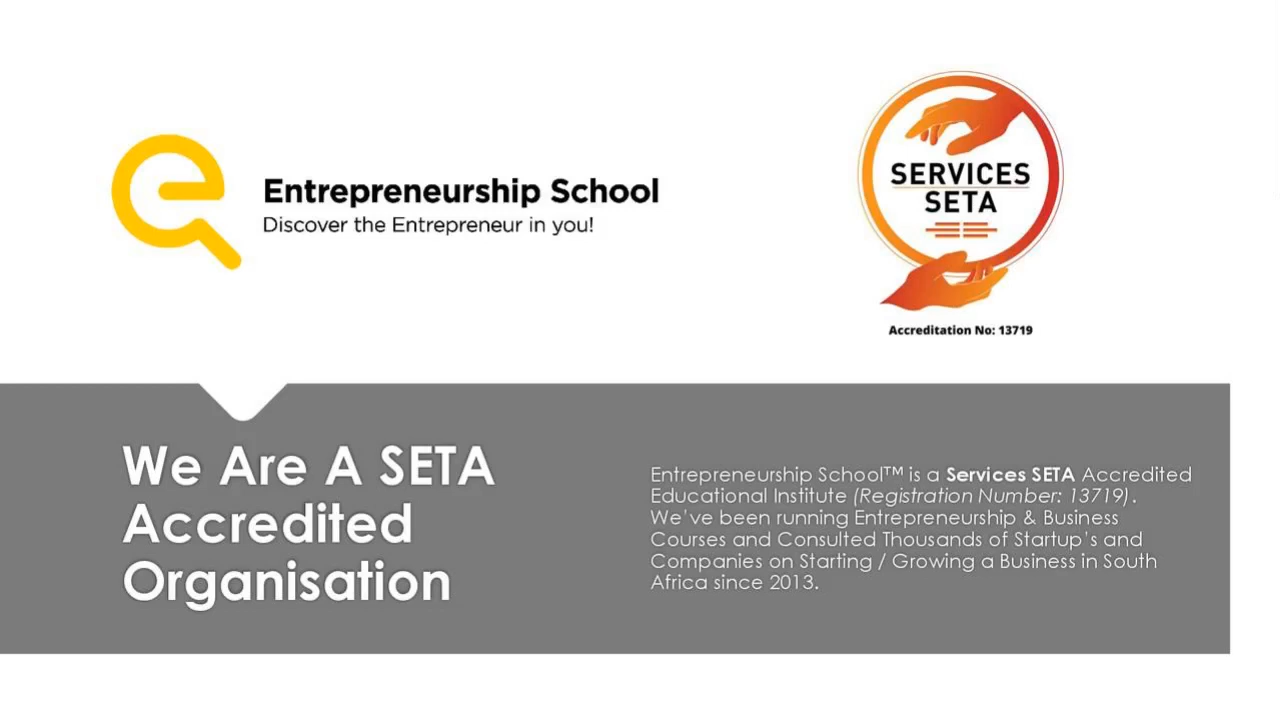 Entrepreneurship School
Discover the Entrepreneur in you!
SERVICES
SETA
Accreditation No: 13719
We Are A SETA
Accredited
Organisation
Entrepreneurship School™ is a Services SETA Accredited
Educational Institute (Registration Number: 13719).
We've been running Entrepreneurship & Business
Courses and Consulted Thousands of Startup's and
Companies on Starting / Growing a Business in South
Africa since 2013.